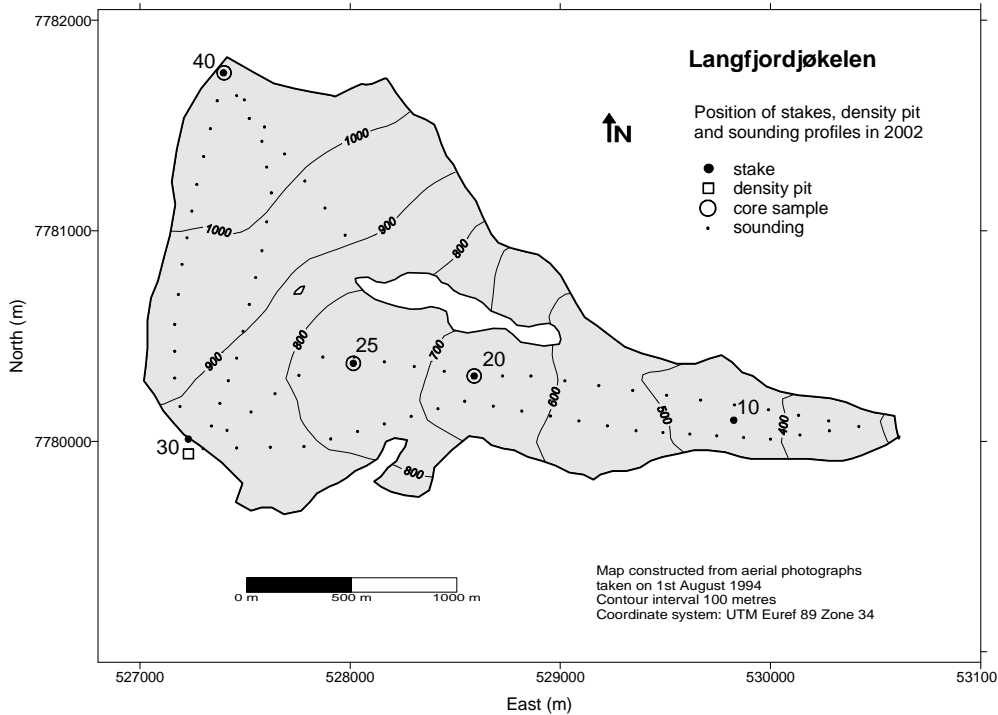 7782000
7781000
7780000
North (m)
40
1000
1000
900
800
900
800
25
700
20
600
500
10
400
30
800
Langfjordjøkelen
N
Position of stakes, density pit
and sounding profiles in 2002
stake
density pit
core sample
sounding
0 m
500 m
1000 m
Map constructed from aerial photographs
taken on 1st August 1994
Contour interval 100 metres
Coordinate system: UTM Euref 89 Zone 34
527000
528000
529000
530000
53100
East (m)